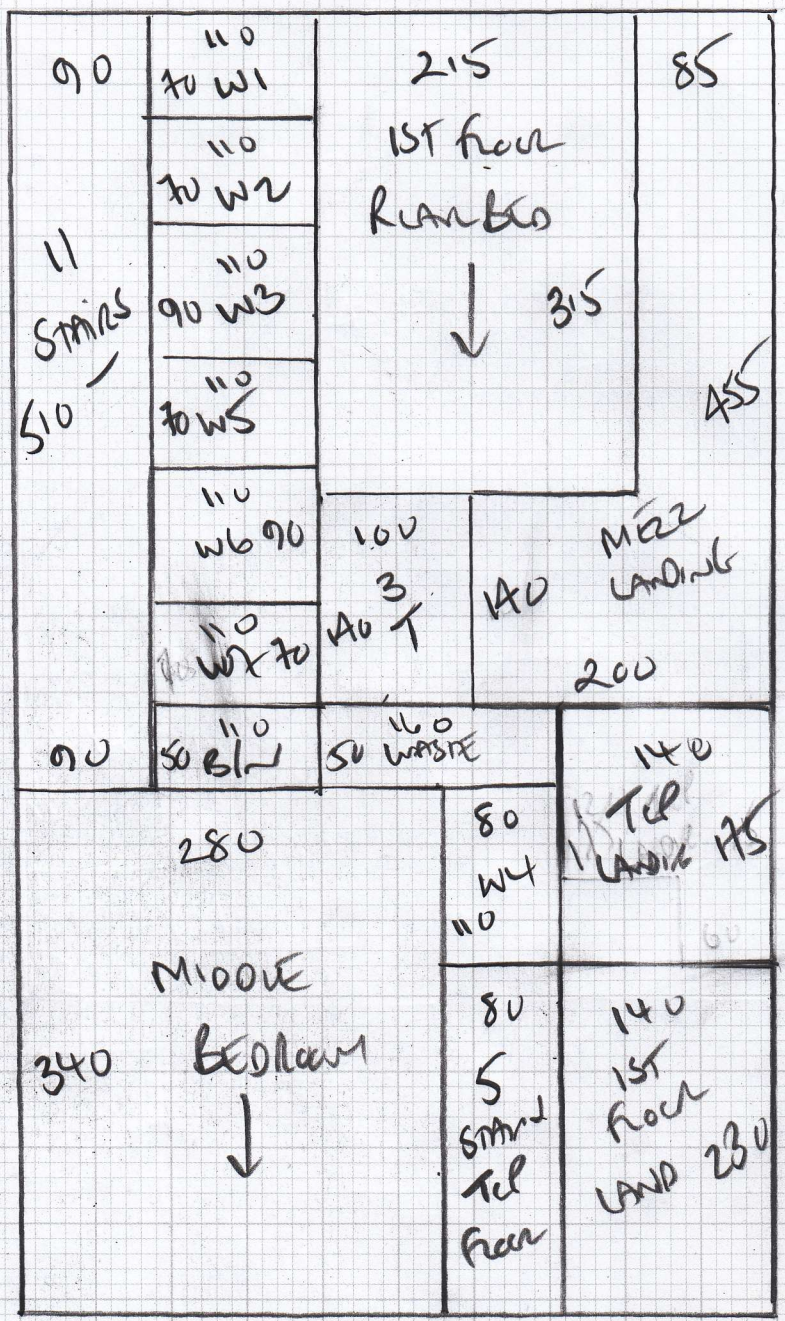 90
11
STAIRS
510
90
110
70 W1
110
70 W2
110
90 W3
110
70 W5
110
W6 90
110
W7 70
110
50 B/W
215
1ST FLOOR
REAR BED
315
85
455
MEZZ
LANDING
140
200
100
3
140 T
160
50 WASTE
140
TOP
LANDING 175
60
80
W4
110
280
MIDDLE
BEDROOM
340
80
5
STAIRS
TOP
FLOOR
140
1ST
FLOOR
LAND 230